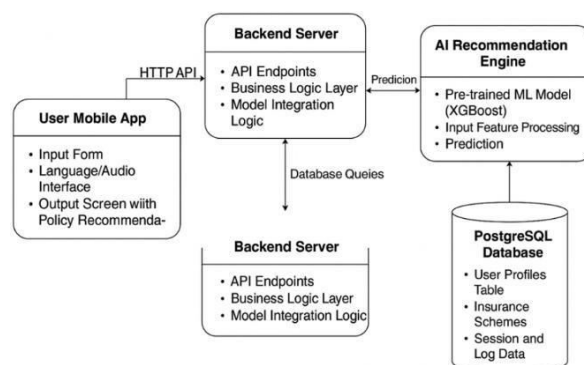 HTTP API
User Mobile App
• Input Form
• Language/Audio
Interface
• Output Screen wiith
Policy Recommenda-
Backend Server
• API Endpoints
• Business Logic Layer
• Model Integration
Logic
Predicion
AI Recommendation
Engine
• Pre-trained ML Model
(XGBoost)
• Input Feature Processing
• Prediction
Database Queies
Backend Server
• API Endpoints
• Business Logic Layer
• Model Integration Logic
PostgreSQL
Database
• User Profiles
Table
• Insurance
Schemes
• Session and
Log Data